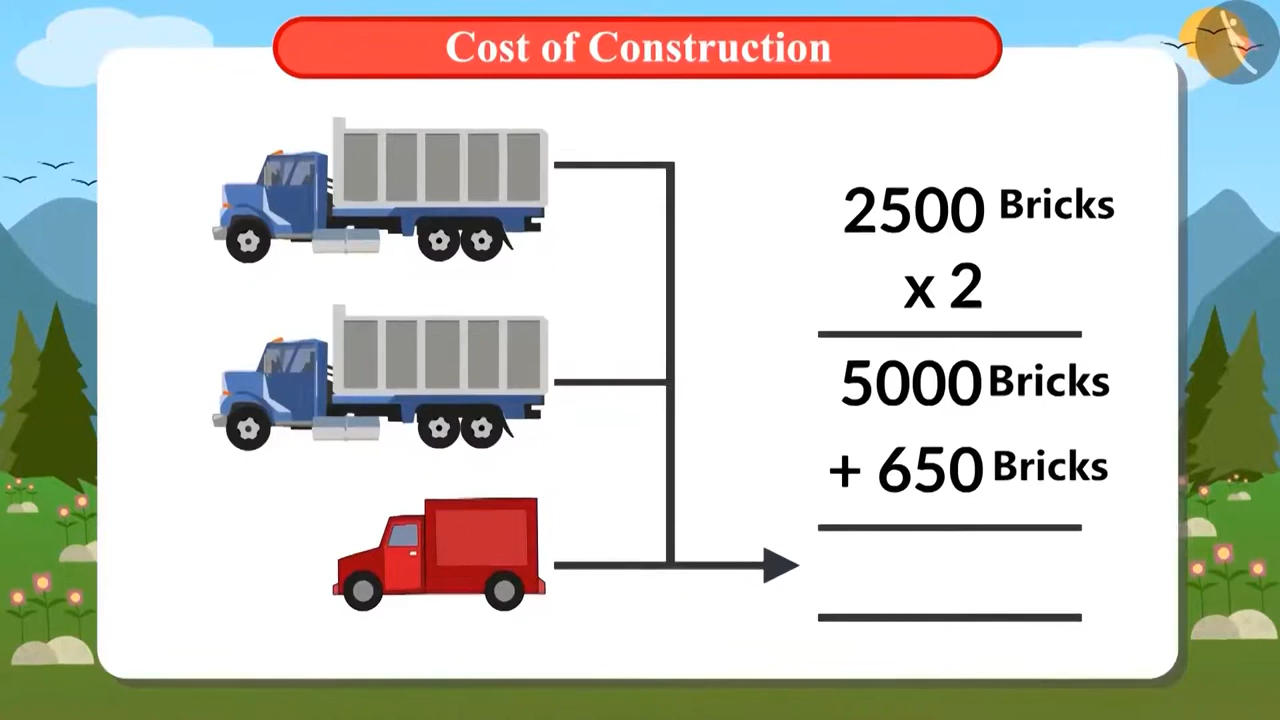 Cost of Construction
2500 Bricks
x 2
5000 Bricks
+ 650 Bricks